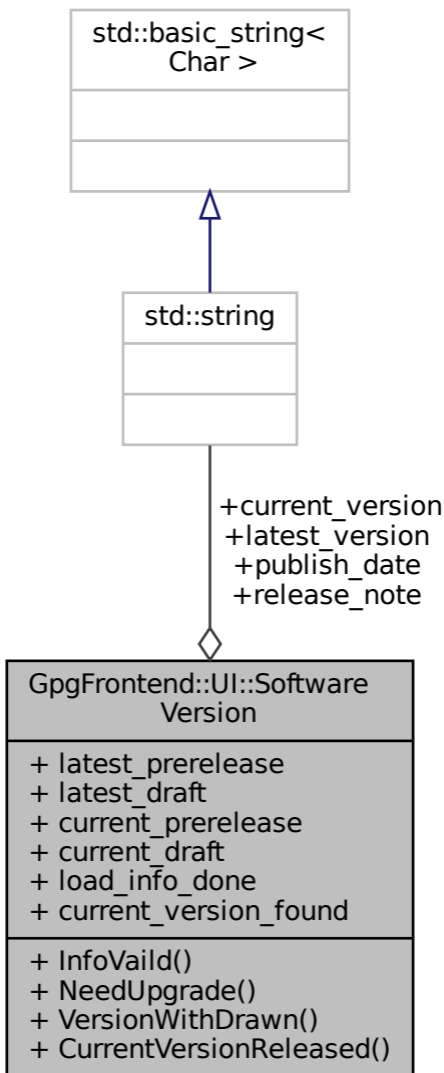 std::basic_string<
Char >
std::string
+current_version
+latest_version
+publish_date
+release_note
GpgFrontend::UI::Software
Version
+ latest_prerelease
+ latest_draft
+ current_prerelease
+ current_draft
+ load_info_done
+ current_version_found
+ InfoVaild()
+ NeedUpgrade()
+ VersionWithDrawn()
+ CurrentVersionReleased()